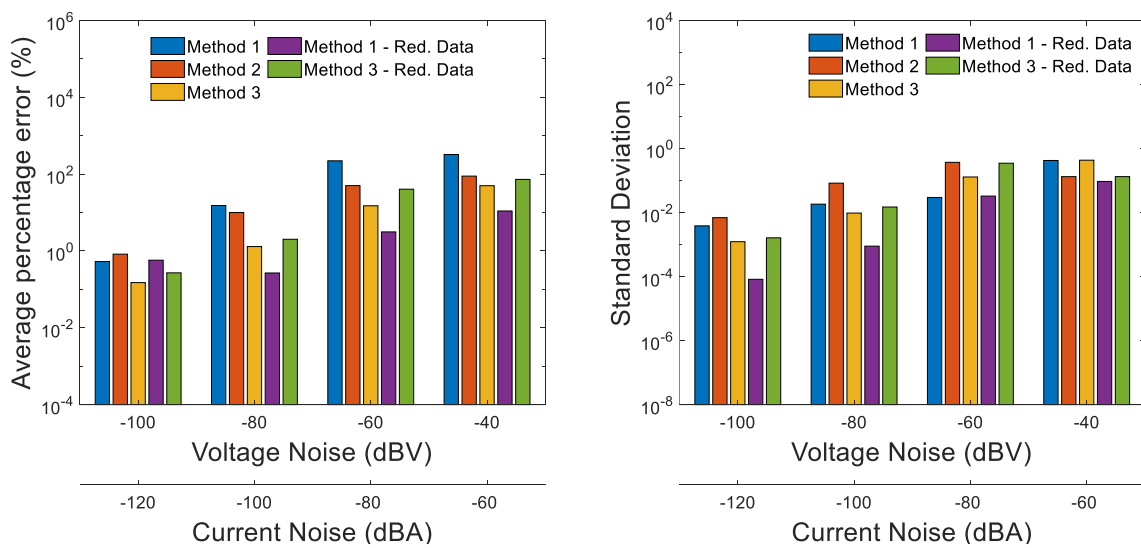 Average percentage error (%)
10^6
10^4
10^2
10^0
10^-2
10^-4
Method 1
Method 2
Method 3
Method 1 - Red. Data
Method 3 - Red. Data
-100 -80 -60 -40
Voltage Noise (dBV)
-120 -100 -80 -60
Current Noise (dBA)
Standard Deviation
10^4
10^2
10^0
10^-2
10^-4
10^-6
10^-8
Method 1
Method 2
Method 3
Method 1 - Red. Data
Method 3 - Red. Data
-100 -80 -60 -40
Voltage Noise (dBV)
-120 -100 -80 -60
Current Noise (dBA)